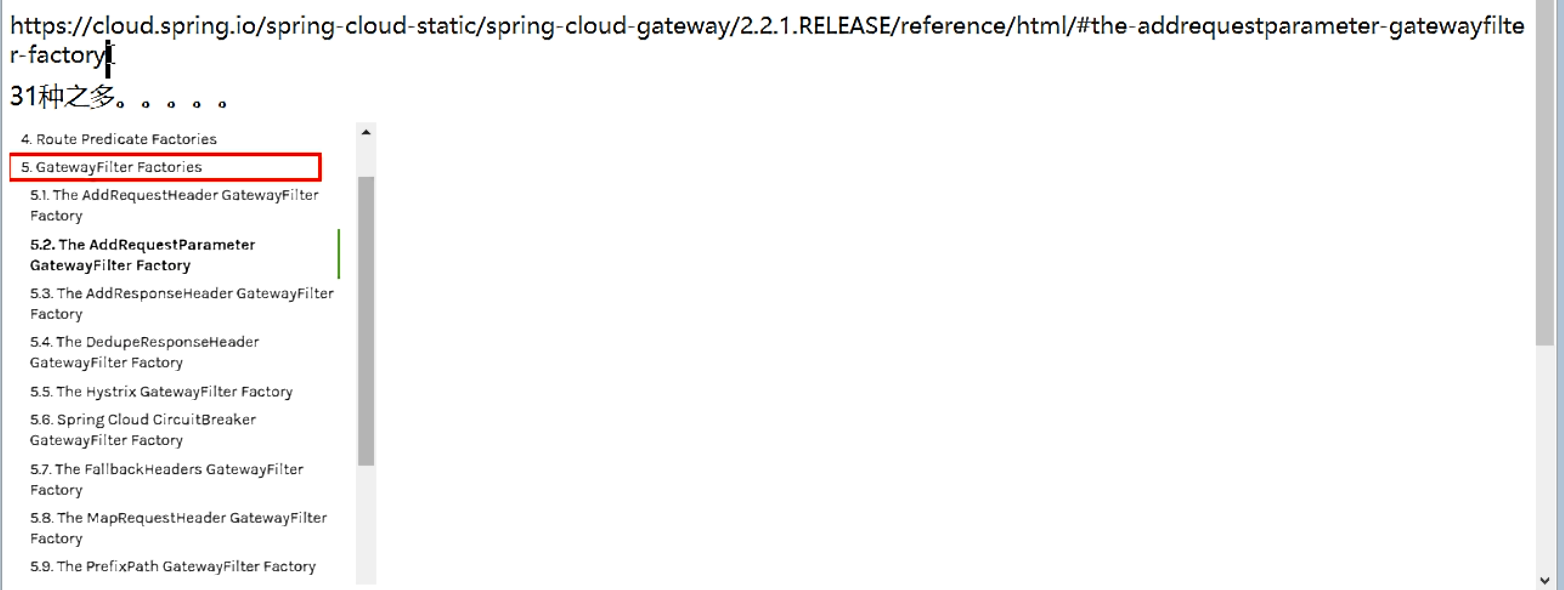 https://cloud.spring.io/spring-cloud-static/spring-cloud-gateway/2.2.1.RELEASE/reference/html/#the-addrequestparameter-gatewayfilte
r-factory
31种之多。。。。。
4. Route Predicate Factories
5. GatewayFilter Factories
5.1. The AddRequestHeader GatewayFilter
Factory
5.2. The AddRequestParameter
GatewayFilter Factory
5.3. The AddResponseHeader GatewayFilter
Factory
5.4. The DedupeResponseHeader
GatewayFilter Factory
5.5. The Hystrix GatewayFilter Factory
5.6. Spring Cloud CircuitBreaker
GatewayFilter Factory
5.7. The FallbackHeaders GatewayFilter
Factory
5.8. The MapRequestHeader GatewayFilter
Factory
5.9. The PrefixPath GatewayFilter Factory